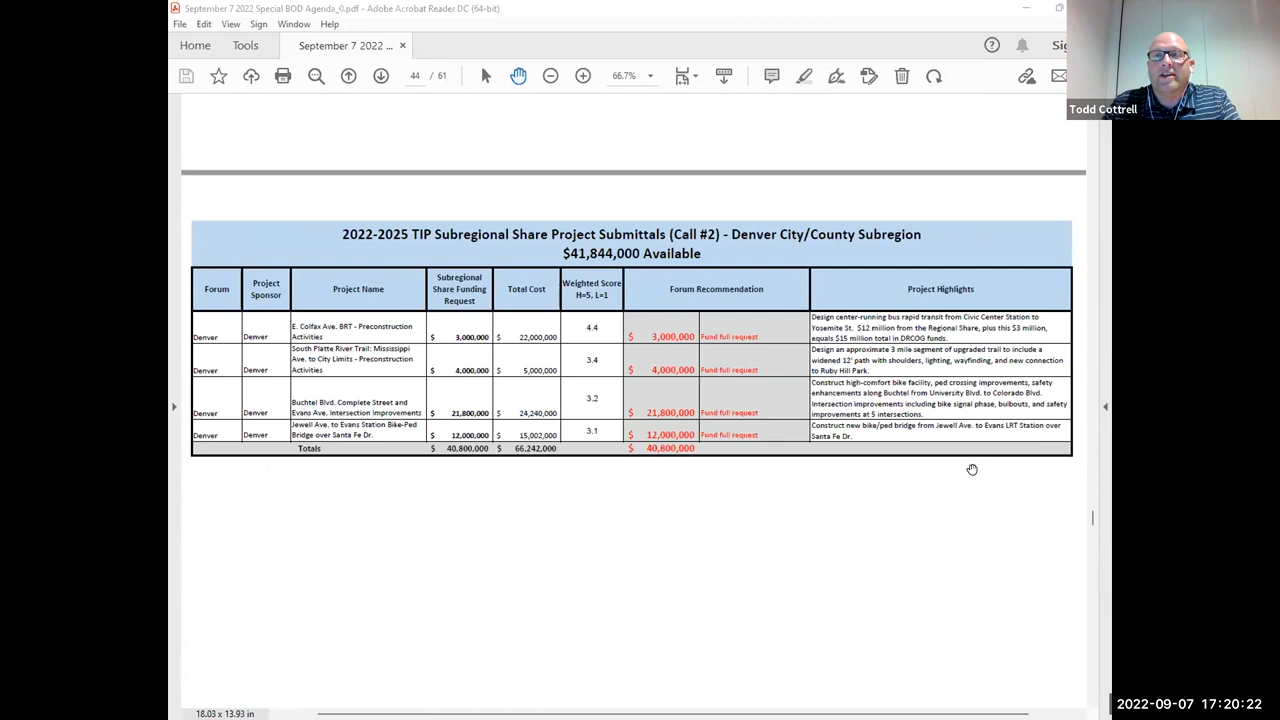 September 7 2022 Special BOD Agenda_0.pdf - Adobe Acrobat Reader DC (64-bit)
File Edit View Sign Window Help
Home Tools September 7 2022 ... × Sig
44 / 61 66.7%
Todd Cottrell
2022-2025 TIP Subregional Share Project Submittals (Call #2) - Denver City/County Subregion
$41,844,000 Available
Forum
Project
Sponsor
Project Name
Subregional
Share Funding
Request
Total Cost
Weighted Score
H=5, L=1
Forum Recommendation
Project Highlights
Denver
Denver
E. Colfax Ave. BRT - Preconstruction
Activities
$ 3,000,000
$ 22,000,000
4.4
$ 3,000,000
Fund full request
Design center-running bus rapid transit from Civic Center Station to
Yosemite St. $12 million from the Regional Share, plus this $3 million,
equals $15 million total in DRCOG funds.
Denver
Denver
South Platte River Trail: Mississippi
Ave. to City Limits - Preconstruction
Activities
$ 4,000,000
$ 5,000,000
3.4
$ 4,000,000
Fund full request
Design an approximate 3 mile segment of upgraded trail to include a
widened 12' path with shoulders, lighting, wayfinding, and new connection
to Ruby Hill Park.
Denver
Denver
Buchtel Blvd. Complete Street and
Evans Ave. Intersection Improvements
$ 21,800,000
$ 24,240,000
3.2
$ 21,800,000
Fund full request
Construct high-comfort bike facility, ped crossing improvements, safety
enhancements along Buchtel from University Blvd. to Colorado Blvd.
Intersection improvements including bike signal phase, bulbouts, and safety
improvements at 5 intersections.
Denver
Denver
Jewell Ave. to Evans Station Bike-Ped
Bridge over Santa Fe Dr.
$ 12,000,000
$ 15,002,000
3.1
$ 12,000,000
Fund full request
Construct new bike/ped bridge from Jewell Ave. to Evans LRT Station over
Santa Fe Dr.
Totals
$ 40,800,000
$ 66,242,000
$ 40,800,000
18.03 x 13.93 in
2022-09-07 17:20:22